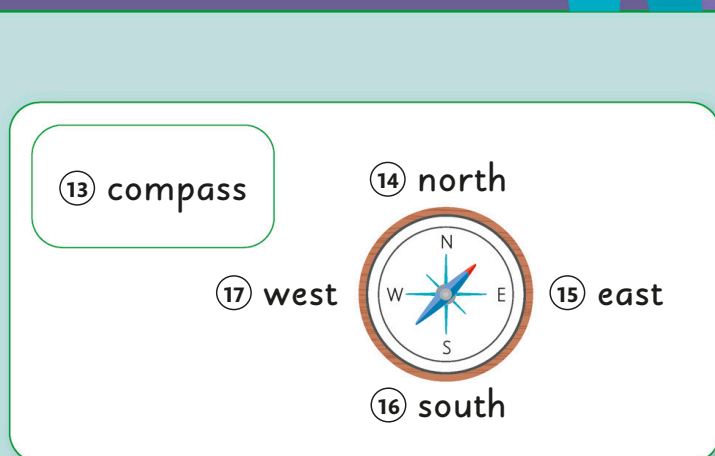 13 compass
14 north
N
17 west
W
E
15 east
S
16 south